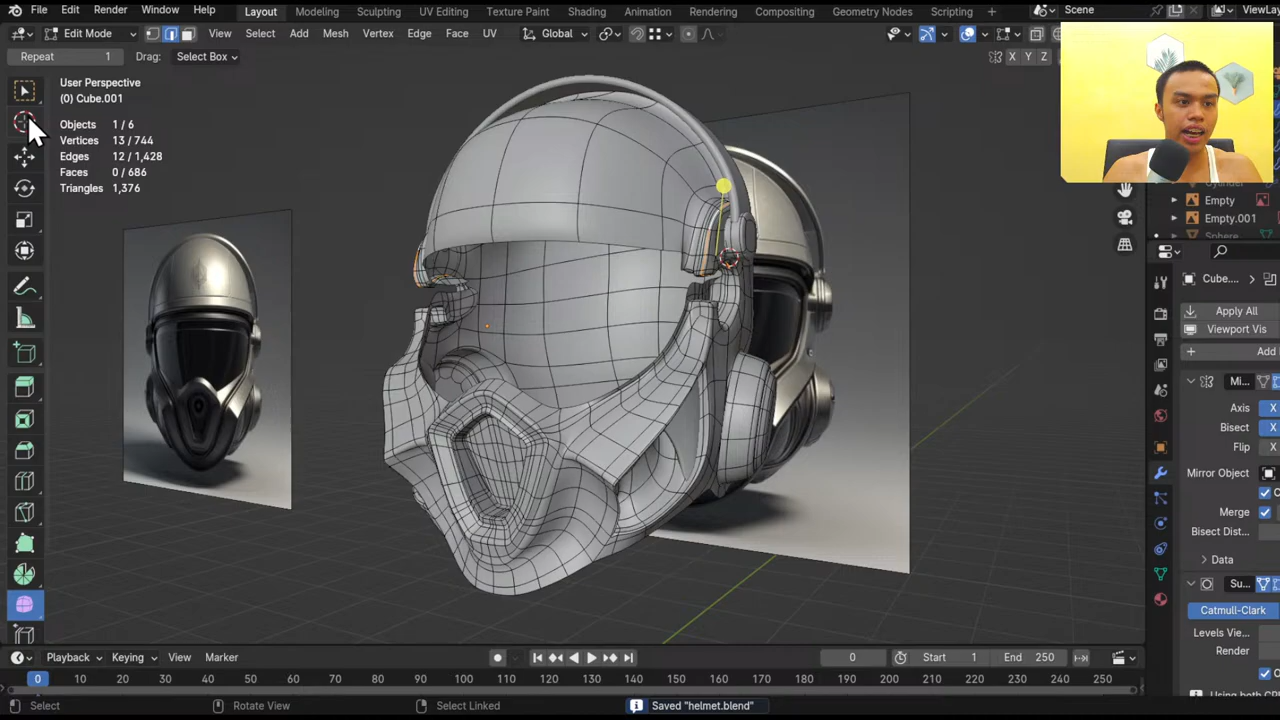 File Edit Render Window Help Layout Modeling Sculpting UV Editing Texture Paint Shading Animation Rendering Compositing Geometry Nodes Scripting + Scene ViewLay
Edit Mode View Select Add Mesh Vertex Edge Face UV Global
Repeat 1 Drag: Select Box X Y Z
User Perspective
(0) Cube.001
Objects 1 / 6
Vertices 13 / 744
Edges 12 / 1,428
Faces 0 / 686
Triangles 1,376
Empty
Empty.001
Cube....
Apply All
Viewport Vis
Add
Mi...
Axis X
Bisect X
Flip X
Mirror Object
Merge
Bisect Dist...
Data
Su...
Catmull-Clark
Levels Vie...
Render
Playback Keying View Marker 0 Start 1 End 250
0 10 20 30 40 50 60 70 80 90 100 110 120 130 140 150 160 170 180 190 200 210 220 230 240 250
Select Rotate View Select Linked Saved "helmet.blend"